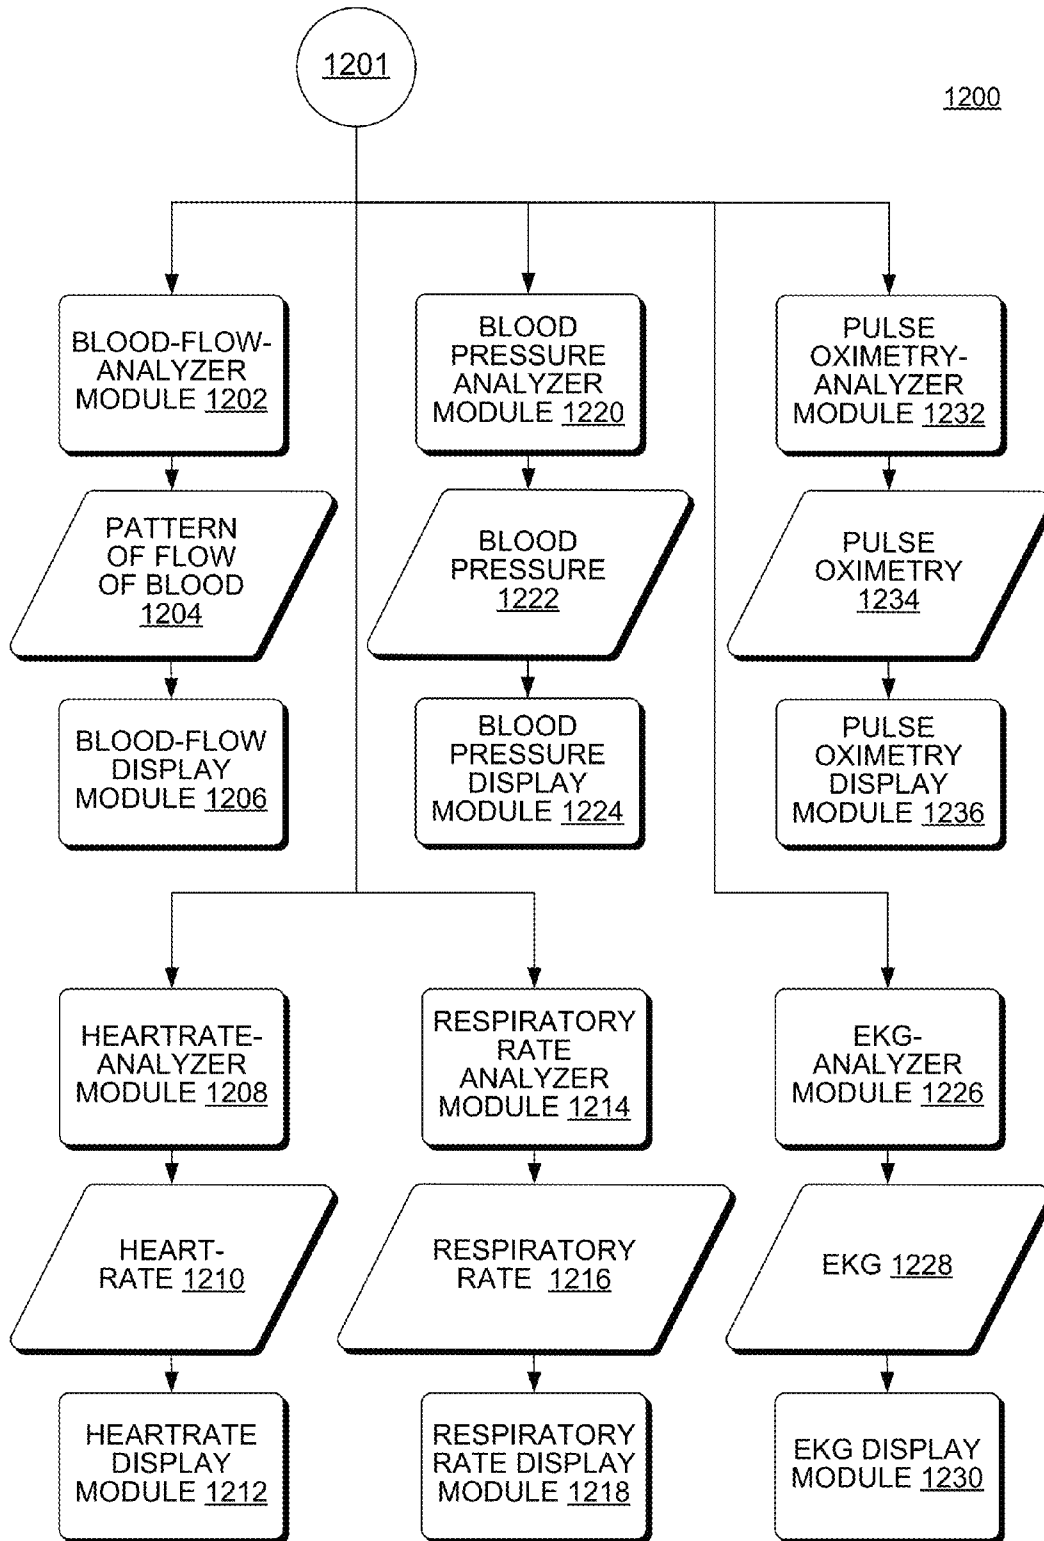 1201
1200
BLOOD-FLOW-
ANALYZER
MODULE 1202
BLOOD
PRESSURE
ANALYZER
MODULE 1220
PULSE
OXIMETRY-
ANALYZER
MODULE 1232
PATTERN
OF FLOW
OF BLOOD
1204
BLOOD
PRESSURE
1222
PULSE
OXIMETRY
1234
BLOOD-FLOW
DISPLAY
MODULE 1206
BLOOD
PRESSURE
DISPLAY
MODULE 1224
PULSE
OXIMETRY
DISPLAY
MODULE 1236
HEARTRATE-
ANALYZER
MODULE 1208
RESPIRATORY
RATE
ANALYZER
MODULE 1214
EKG-
ANALYZER
MODULE 1226
HEART-
RATE 1210
RESPIRATORY
RATE 1216
EKG 1228
HEARTRATE
DISPLAY
MODULE 1212
RESPIRATORY
RATE DISPLAY
MODULE 1218
EKG DISPLAY
MODULE 1230